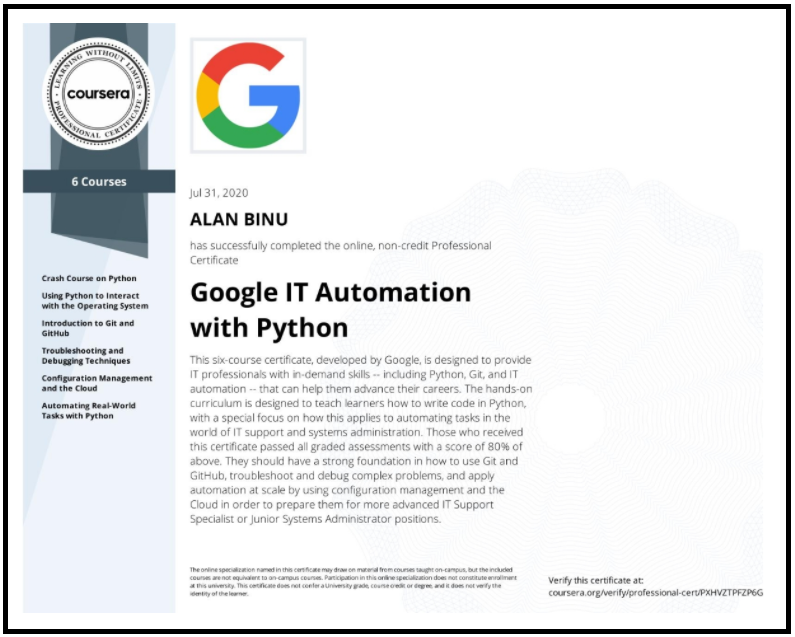 LEARNING WITHOUT LIMITS
coursera
PROFESSIONAL CERTIFICATE
6 Courses
Crash Course on Python
Using Python to Interact
with the Operating System
Introduction to Git and
GitHub
Troubleshooting and
Debugging Techniques
Configuration Management
and the Cloud
Automating Real-World
Tasks with Python
G
Jul 31, 2020
ALAN BINU
has successfully completed the online, non-credit Professional
Certificate
Google IT Automation
with Python
This six-course certificate, developed by Google, is designed to provide
IT professionals with in-demand skills -- including Python, Git, and IT
automation -- that can help them advance their careers. The hands-on
curriculum is designed to teach learners how to write code in Python,
with a special focus on how this applies to automating tasks in the
world of IT support and systems administration. Those who received
this certificate passed all graded assessments with a score of 80% of
above. They should have a strong foundation in how to use Git and
GitHub, troubleshoot and debug complex problems, and apply
automation at scale by using configuration management and the
Cloud in order to prepare them for more advanced IT Support
Specialist or Junior Systems Administrator positions.
The online specialization named in this certificate may draw on material from courses taught on-campus, but the included
courses are not equivalent to on-campus courses. Participation in this online specialization does not constitute enrollment
at this university. This certificate does not confer a University grade, course credit or degree, and it does not verify the
identity of the learner.
Verify this certificate at:
coursera.org/verify/professional-cert/PXHVZTPFZP6G